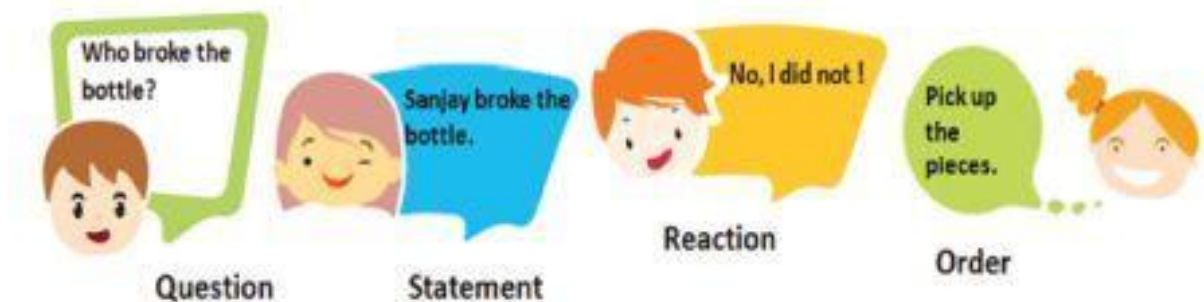 Who broke the
bottle?
Sanjay broke the
bottle.
No, I did not !
Pick up
the
pieces.
Question
Statement
Reaction
Order